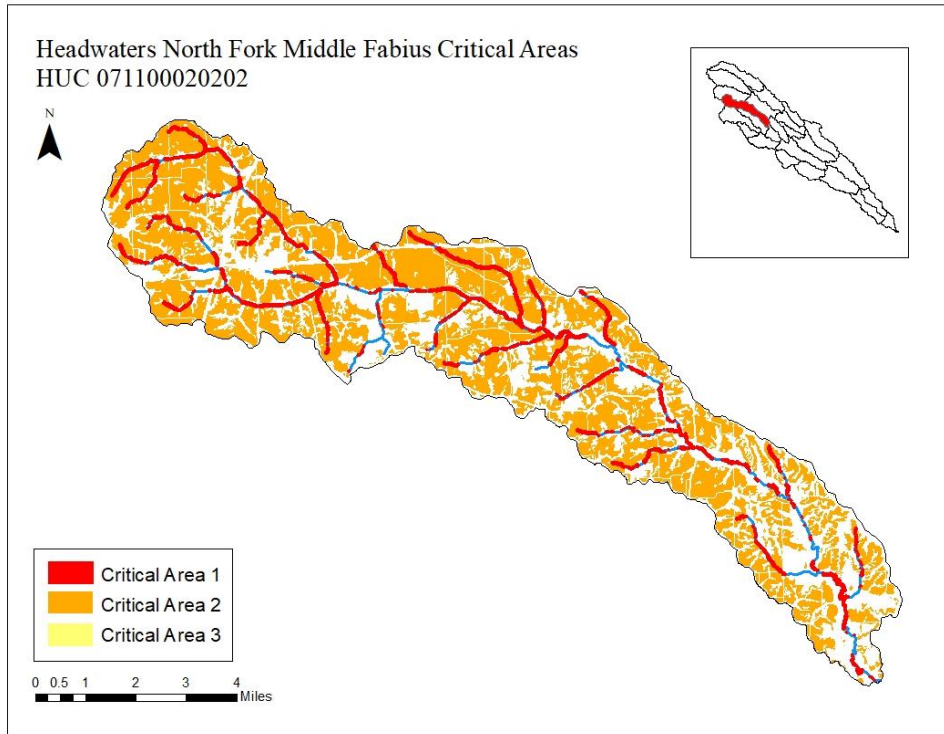 Headwaters North Fork Middle Fabius Critical Areas
HUC 071100020202
N
Critical Area 1
Critical Area 2
Critical Area 3
0 0.5 1 2 3 4
Miles